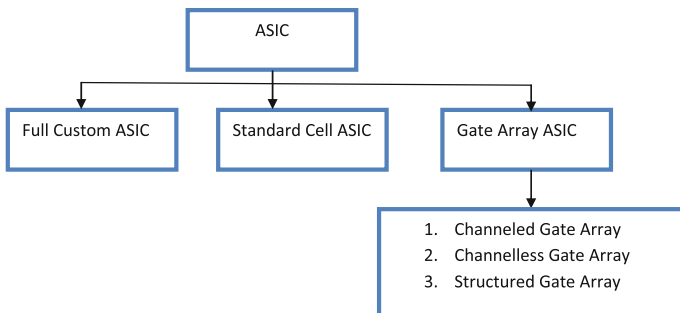 ASIC
Full Custom ASIC
Standard Cell ASIC
Gate Array ASIC
1. Channeled Gate Array
2. Channelless Gate Array
3. Structured Gate Array